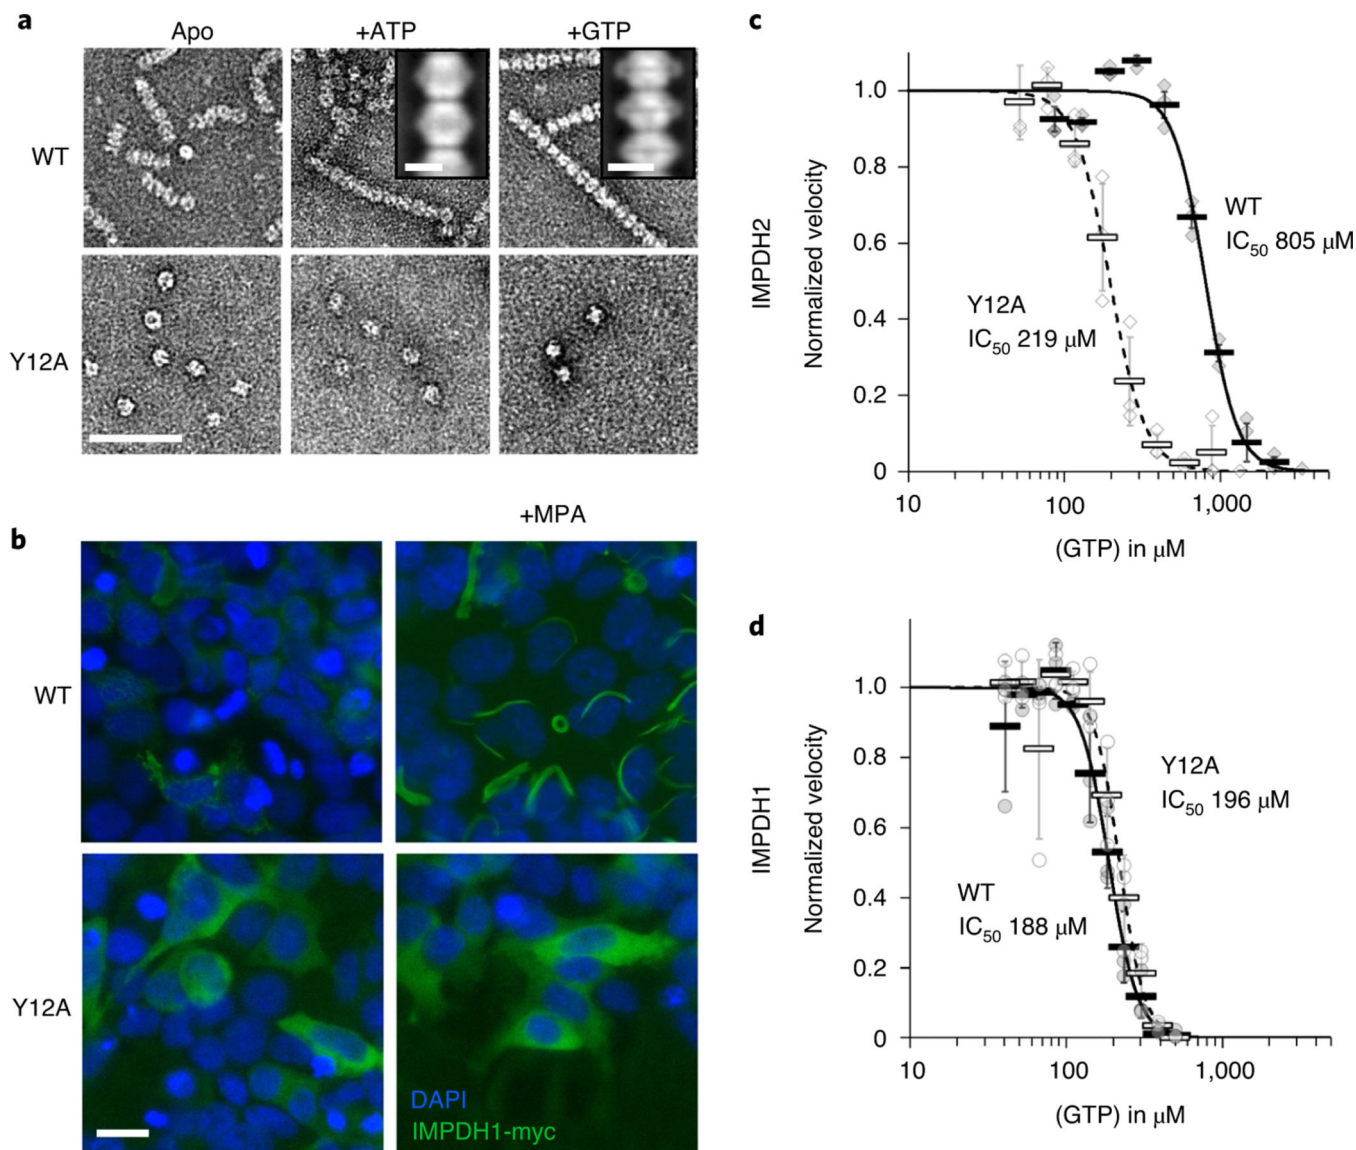 a
Apo
+ATP
+GTP
WT
Y12A
b
+MPA
WT
Y12A
DAPI
IMPDH1-myc
c
IMPDH2
Normalized velocity
1.0
0.8
0.6
0.4
0.2
0
10
100
1,000
(GTP) in µM
WT
IC50 805 µM
Y12A
IC50 219 µM
d
IMPDH1
Normalized velocity
1.0
0.8
0.6
0.4
0.2
0
10
100
1,000
(GTP) in µM
Y12A
IC50 196 µM
WT
IC50 188 µM